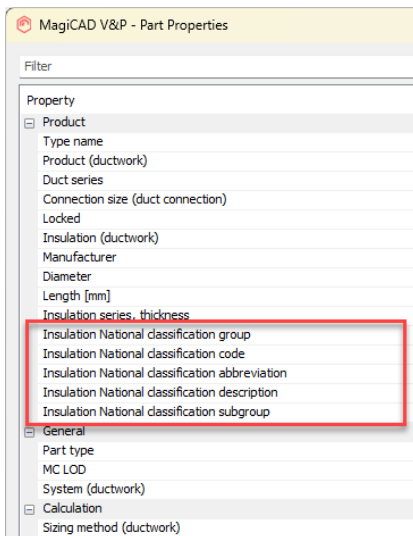 MagiCAD V&P - Part Properties
Filter
Property
Product
Type name
Product (ductwork)
Duct series
Connection size (duct connection)
Locked
Insulation (ductwork)
Manufacturer
Diameter
Length [mm]
Insulation series, thickness
Insulation National classification group
Insulation National classification code
Insulation National classification abbreviation
Insulation National classification description
Insulation National classification subgroup
General
Part type
MC LOD
System (ductwork)
Calculation
Sizing method (ductwork)